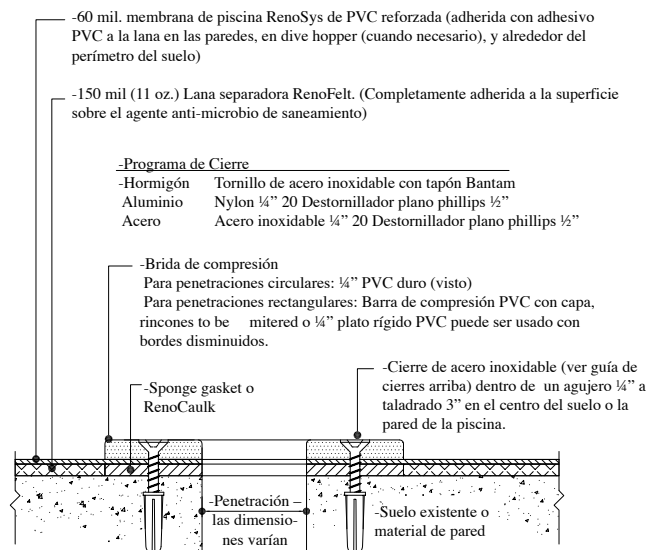 -60 mil. membrana de piscina RenoSys de PVC reforzada (adherida con adhesivo
PVC a la lana en las paredes, en dive hopper (cuando necesario), y alrededor del
perímetro del suelo)
-150 mil (11 oz.) Lana separadora RenoFelt. (Completamente adherida a la superficie
sobre el agente anti-microbio de saneamiento)
-Programa de Cierre
-Hormigón Tornillo de acero inoxidable con tapón Bantam
Aluminio Nylon ¼” 20 Destornillador plano phillips ½”
Acero Acero inoxidable ¼” 20 Destornillador plano phillips ½”
-Brida de compresión
Para penetraciones circulares: ¼” PVC duro (visto)
Para penetraciones rectangulares: Barra de compresión PVC con capa,
rincones to be mitered o ¼” plato rígido PVC puede ser usado con
bordes disminuidos.
-Cierre de acero inoxidable (ver guía de
cierres arriba) dentro de un agujero ¼” a
taladrado 3” en el centro del suelo o la
pared de la piscina.
-Sponge gasket o
RenoCaulk
-Penetración –
las dimensio-
nes varían
-Suelo existente o
material de pared